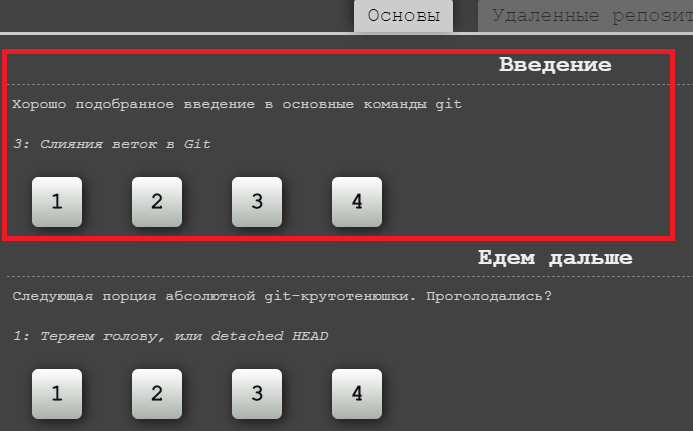 Основы Удаленные репозит
Введение
Хорошо подобранное введение в основные команды git
3: Слияния веток в Git
1 2 3 4
Едем дальше
Следующая порция абсолютной git-крутотенюшки. Проголодались?
1: Теряем голову, или detached HEAD
1 2 3 4